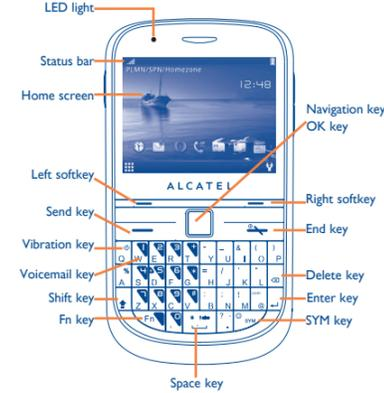 LED light
Status bar
PLMN/SPN/Homezone
Home screen
12:48
Navigation key
OK key
Left softkey
ALCATEL
Right softkey
Send key
End key
Vibration key
Q W E R T Y U I O P
Voicemail key
A S D F G H J K L
Delete key
Shift key
Z X C V B N M @
Enter key
Fn key
Fn
SYM
SYM key
Space key